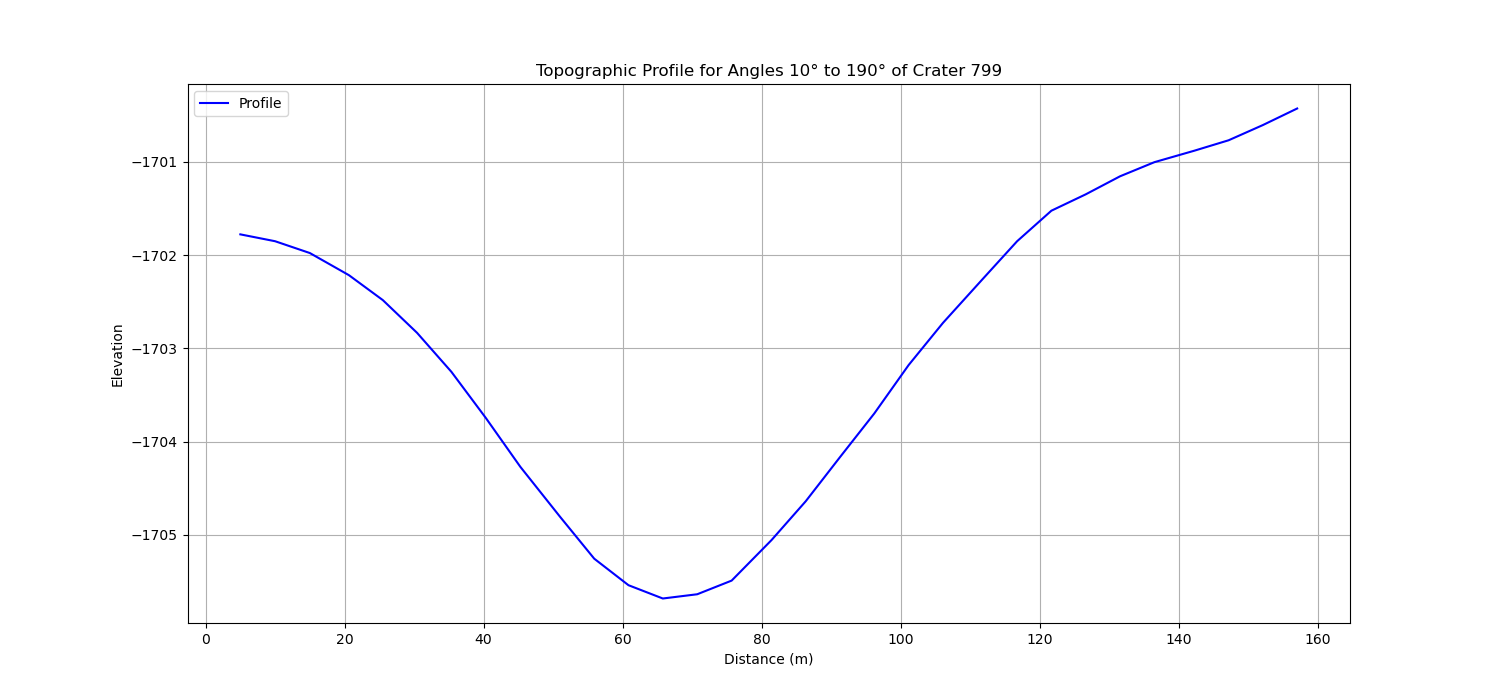 Topographic Profile for Angles 10° to 190° of Crater 799
Profile
−1701
−1702
−1703
−1704
−1705
Elevation
0 20 40 60 80 100 120 140 160
Distance (m)